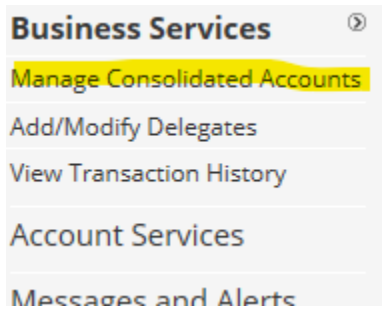 Business Services
Manage Consolidated Accounts
Add/Modify Delegates
View Transaction History
Account Services
Messages and Alerts